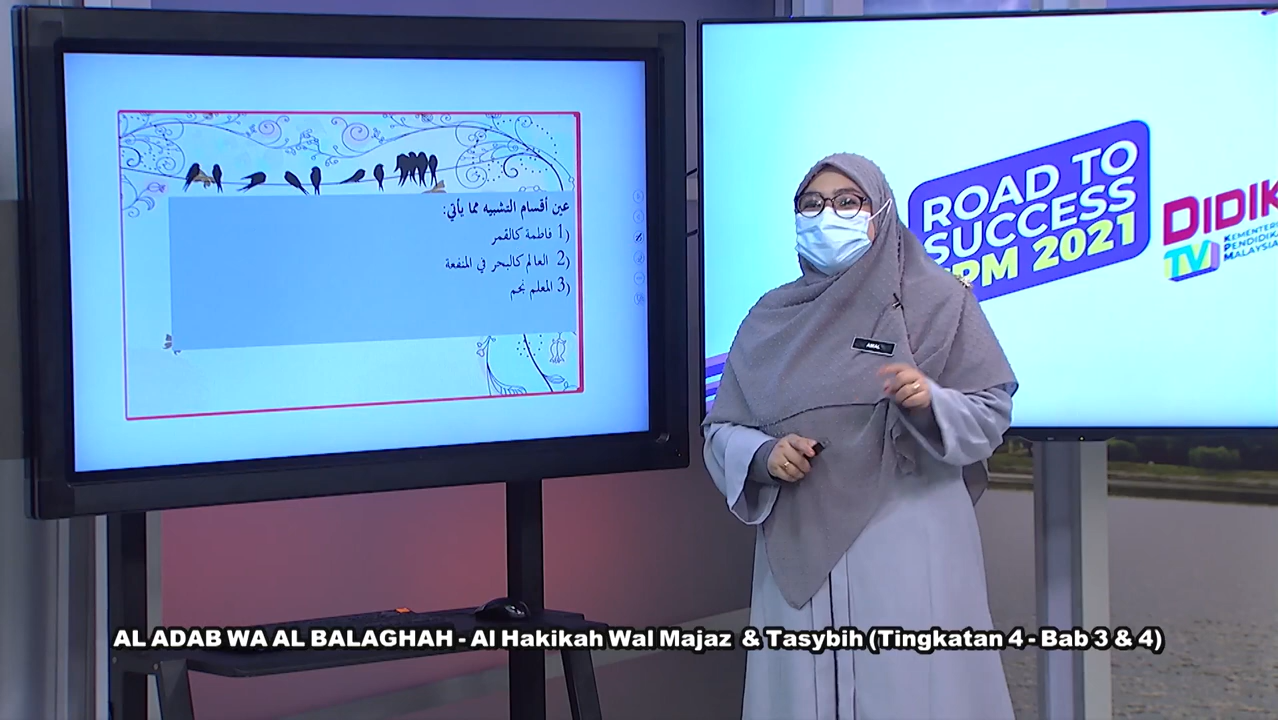 عين أقسام التشبيه مما يأتي:
1) فاطمة كالقمر
2) العالم كالبحر في المنفعة
3) المعلم نجم
ROAD TO
SUCCESS
SPM 2021
DIDIK
TV
KEMENTERI
PENDIDIKA
MALAYSIA
AMAL
AL ADAB WA AL BALAGHAH - Al Hakikah Wal Majaz & Tasybih (Tingkatan 4 - Bab 3 & 4)